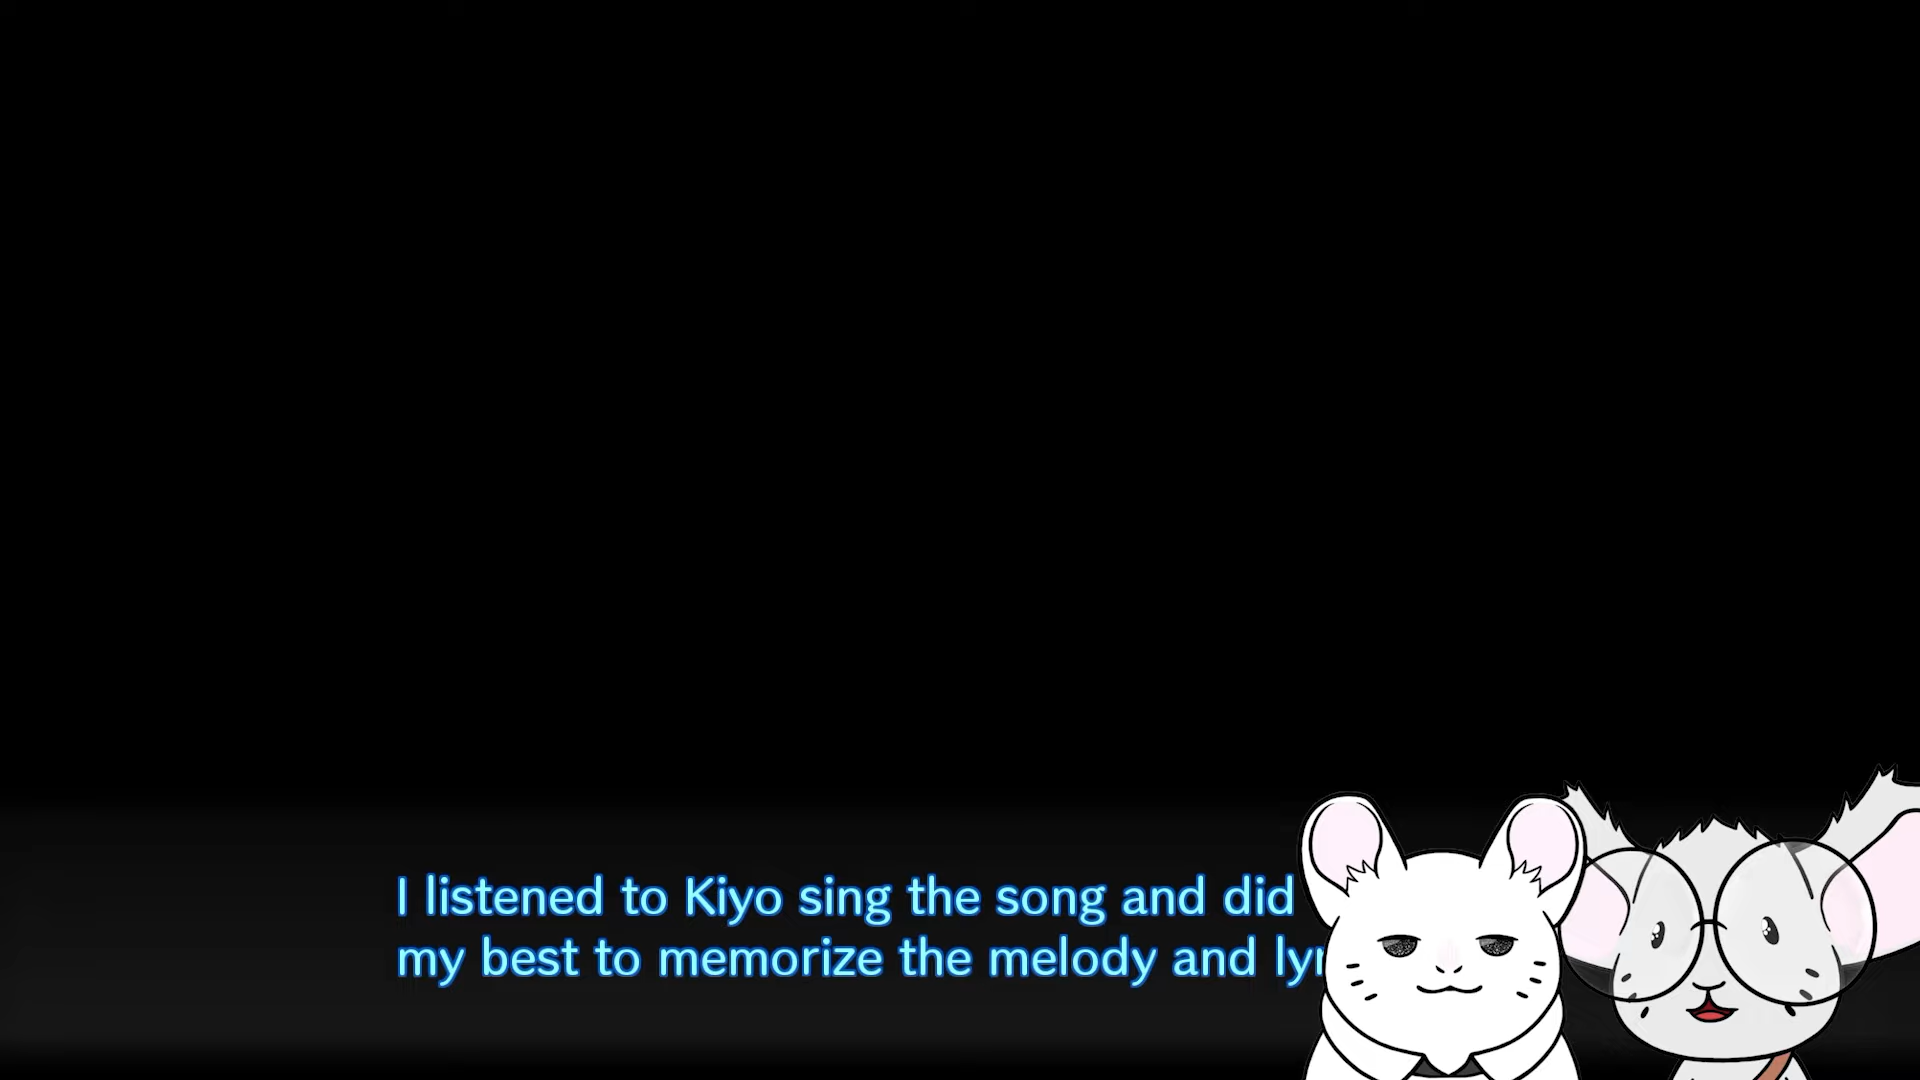 I listened to Kiyo sing the song and did
my best to memorize the melody and